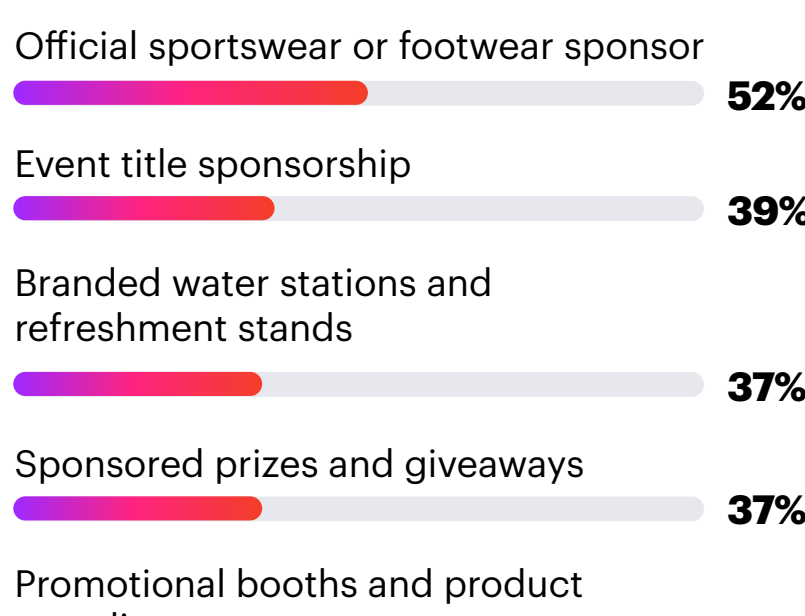 Official sportswear or footwear sponsor
52%
Event title sponsorship
39%
Branded water stations and
refreshment stands
37%
Sponsored prizes and giveaways
37%
Promotional booths and product